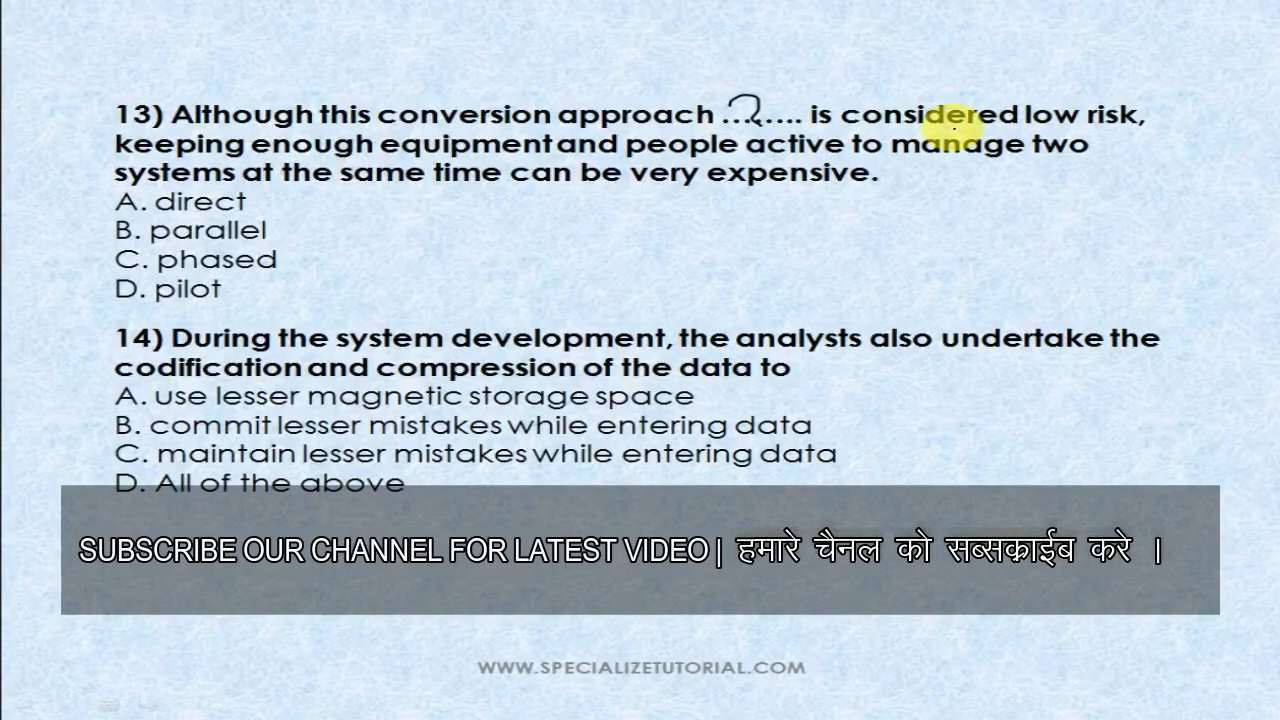 13) Although this conversion approach ....... is considered low risk,
keeping enough equipment and people active to manage two
systems at the same time can be very expensive.
A. direct
B. parallel
C. phased
D. pilot
14) During the system development, the analysts also undertake the
codification and compression of the data to
A. use lesser magnetic storage space
B. commit lesser mistakes while entering data
C. maintain lesser mistakes while entering data
D. All of the above
SUBSCRIBE OUR CHANNEL FOR LATEST VIDEO | हमारे चैनल को सब्सक्राईब करे ।
WWW.SPECIALIZETUTORIAL.COM